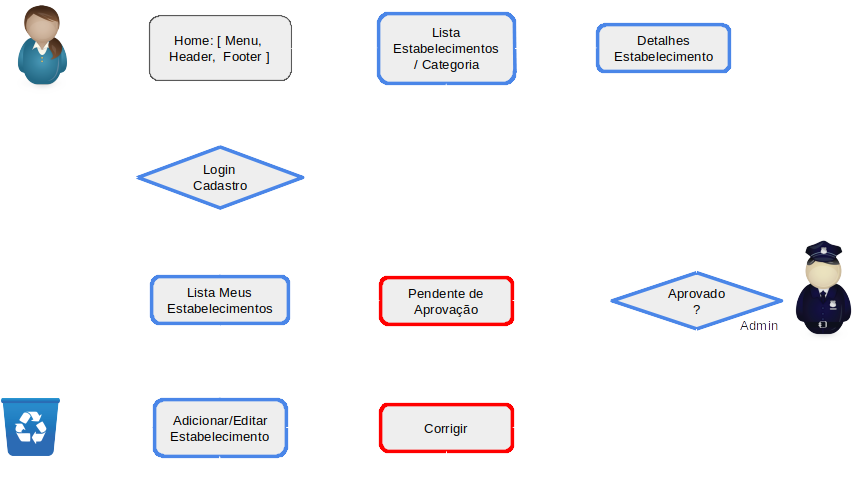 Home: [ Menu,
Header, Footer ]
Lista
Estabelecimentos
/ Categoria
Detalhes
Estabelecimento
Login
Cadastro
Lista Meus
Estabelecimentos
Pendente de
Aprovação
Aprovado
?
Admin
Adicionar/Editar
Estabelecimento
Corrigir